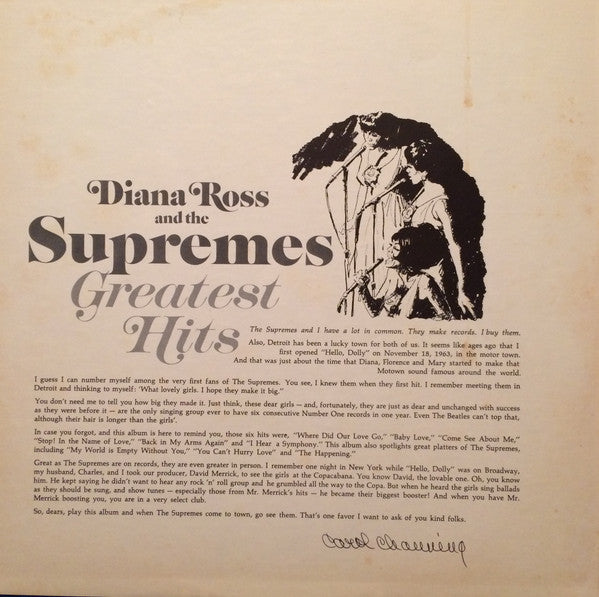 Diana Ross
and the
Supremes
Greatest
Hits
The Supremes and I have a lot in common. They make records. I buy them.
Also, Detroit has been a lucky town for both of us. It seems like ages ago that I
first opened "Hello, Dolly" on November 18, 1963, in the motor town.
And that was just about the time that Diana, Florence and Mary started to make that
Motown sound famous around the world.
I guess I can number myself among the very first fans of The Supremes. You see, I knew them when they first hit. I remember meeting them in
Detroit and thinking to myself: 'What lovely girls. I hope they make it big.'"
You don't need me to tell you how big they made it. Just think, these dear girls — and, fortunately, they are just as dear and unchanged with success
as they were before it — are the only singing group ever to have six consecutive Number One records in one year. Even The Beatles can't top that,
although their hair is longer than the girls'.
In case you forgot, and this album is here to remind you, those six hits were, "Where Did Our Love Go," "Baby Love," "Come See About Me,"
"Stop! In the Name of Love," "Back in My Arms Again" and "I Hear a Symphony." This album also spotlights great platters of The Supremes,
including "My World is Empty Without You," "You Can't Hurry Love" and "The Happening."
Great as The Supremes are on records, they are even greater in person. I remember one night in New York while "Hello, Dolly" was on Broadway,
my husband, Charles, and I took our producer, David Merrick, to see the girls at the Copacabana. You know David, the lovable one. Oh, you know
him. He kept saying he didn't want to hear any rock 'n' roll group and he grumbled all the way to the Copa. But when he heard the girls sing ballads
as they should be sung, and show tunes — especially those from Mr. Merrick's hits — he became their biggest booster! And when you have Mr.
Merrick boosting you, you are in a very select club.
So, dears, play this album and when The Supremes come to town, go see them. That's one favor I want to ask of you kind folks.
Carol Channing